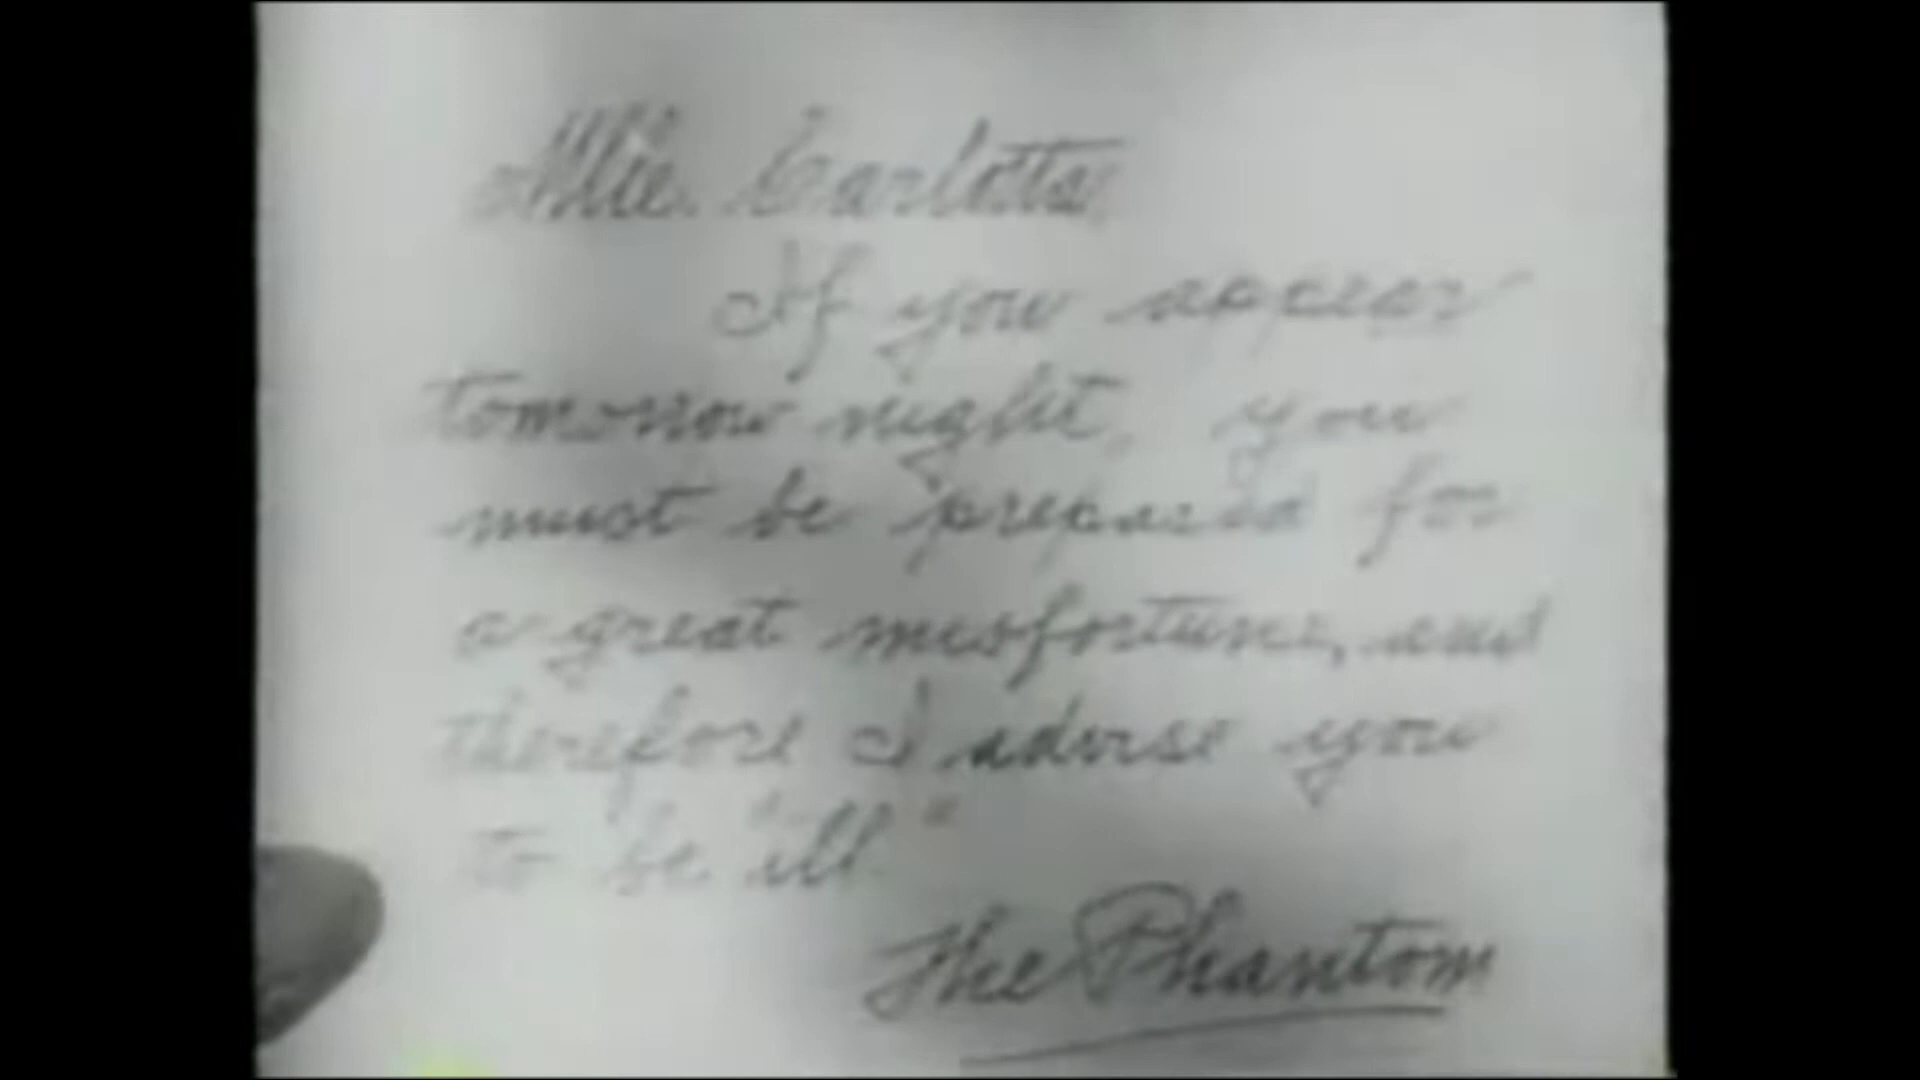 Mlle. Carlotta,
If you appear
tomorrow night, you
must be prepared for
a great misfortune, and
therefore I advise you
to be "ill."
The Phantom